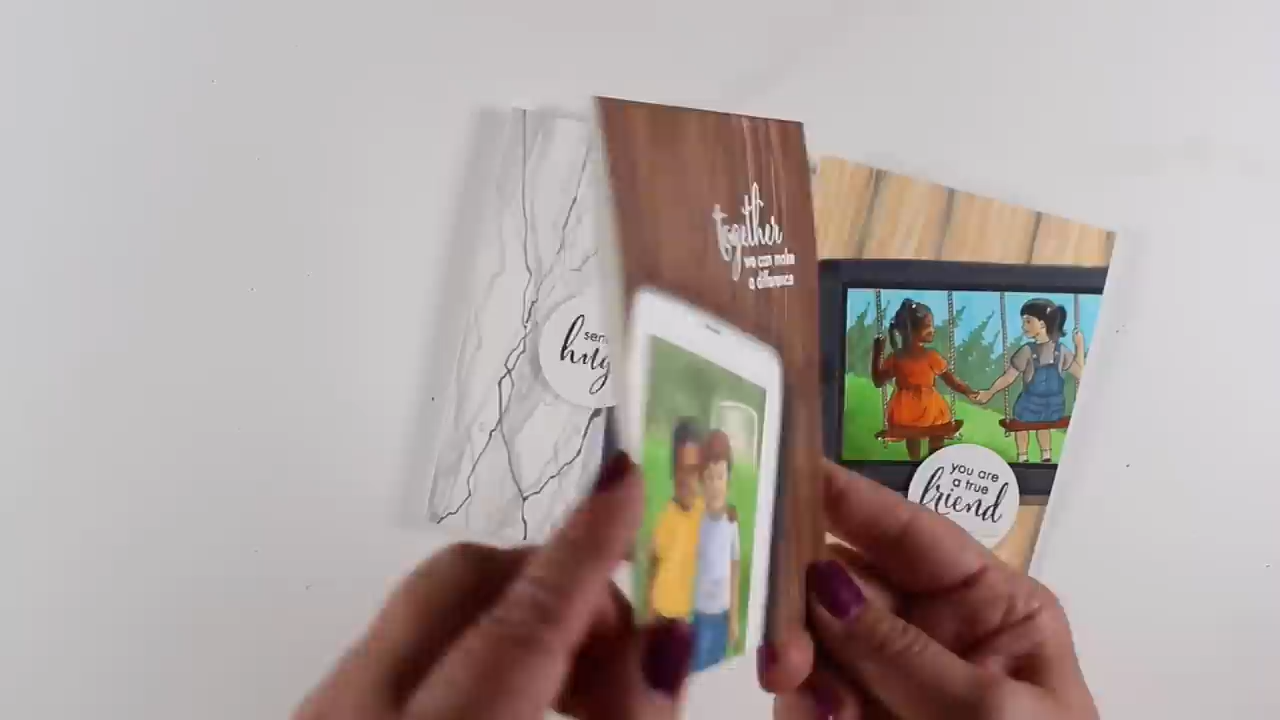 together
we can make
a difference
you are
a true
friend